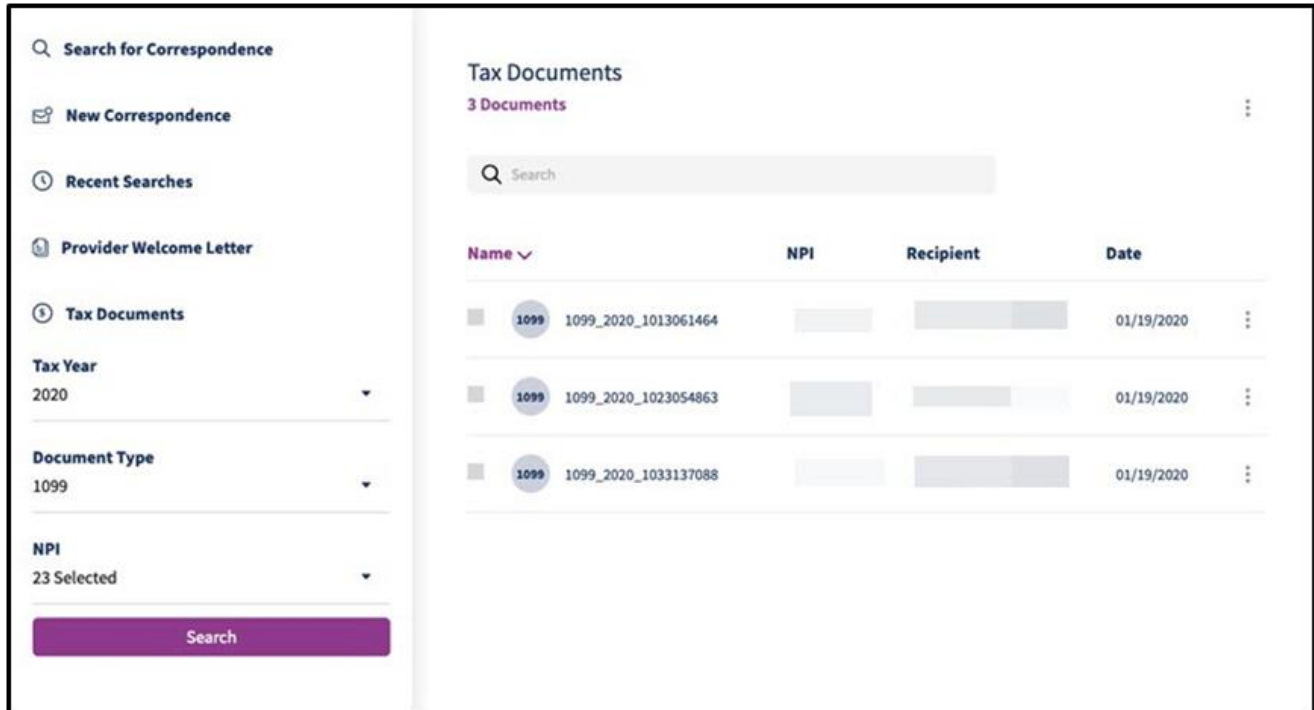 Search for Correspondence
New Correspondence
Recent Searches
Provider Welcome Letter
Tax Documents
Tax Year
2020
Document Type
1099
NPI
23 Selected
Search
Tax Documents
3 Documents
Search
Name NPI Recipient Date
1099 1099_2020_1013061464 01/19/2020
1099 1099_2020_1023054863 01/19/2020
1099 1099_2020_1033137088 01/19/2020